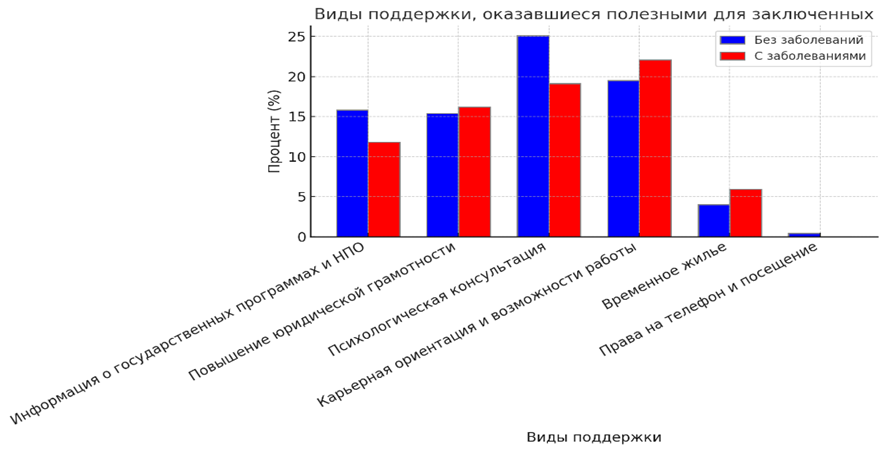 Виды поддержки, оказавшиеся полезными для заключенных
Без заболеваний
С заболеваниями
Процент (%)
25
20
15
10
5
0
Информация о государственных программах и НПО
Повышение юридической грамотности
Психологическая консультация
Карьерная ориентация и возможности работы
Временное жилье
Права на телефон и посещение
Виды поддержки